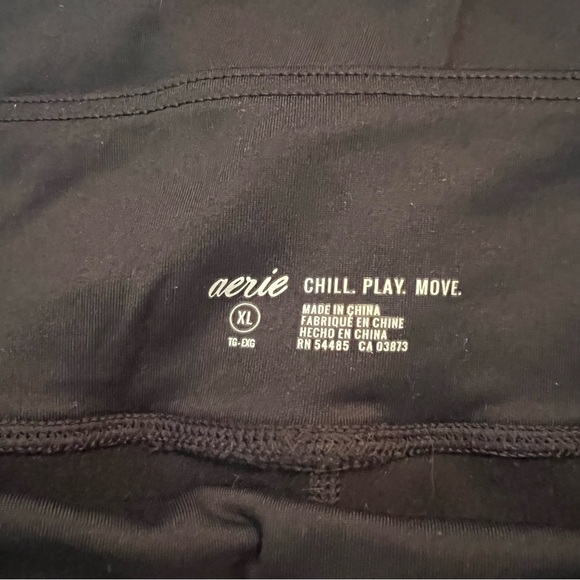 aerie CHILL. PLAY. MOVE.
XL
TG-EXG
MADE IN CHINA
FABRIQUÉ EN CHINE
HECHO EN CHINA
RN 54485 CA 03873